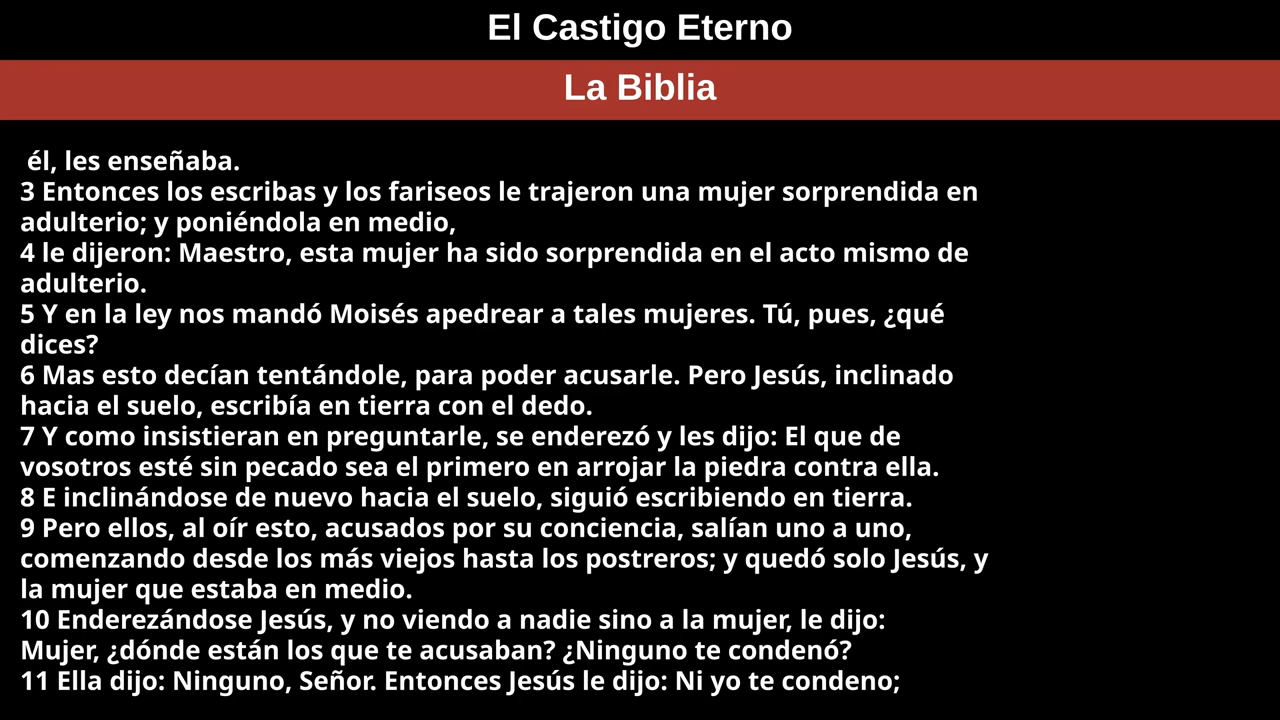 El Castigo Eterno
La Biblia
él, les enseñaba.
3 Entonces los escribas y los fariseos le trajeron una mujer sorprendida en
adulterio; y poniéndola en medio,
4 le dijeron: Maestro, esta mujer ha sido sorprendida en el acto mismo de
adulterio.
5 Y en la ley nos mandó Moisés apedrear a tales mujeres. Tú, pues, ¿qué
dices?
6 Mas esto decían tentándole, para poder acusarle. Pero Jesús, inclinado
hacia el suelo, escribía en tierra con el dedo.
7 Y como insistieran en preguntarle, se enderezó y les dijo: El que de
vosotros esté sin pecado sea el primero en arrojar la piedra contra ella.
8 E inclinándose de nuevo hacia el suelo, siguió escribiendo en tierra.
9 Pero ellos, al oír esto, acusados por su conciencia, salían uno a uno,
comenzando desde los más viejos hasta los postreros; y quedó solo Jesús, y
la mujer que estaba en medio.
10 Enderezándose Jesús, y no viendo a nadie sino a la mujer, le dijo:
Mujer, ¿dónde están los que te acusaban? ¿Ninguno te condenó?
11 Ella dijo: Ninguno, Señor. Entonces Jesús le dijo: Ni yo te condeno;